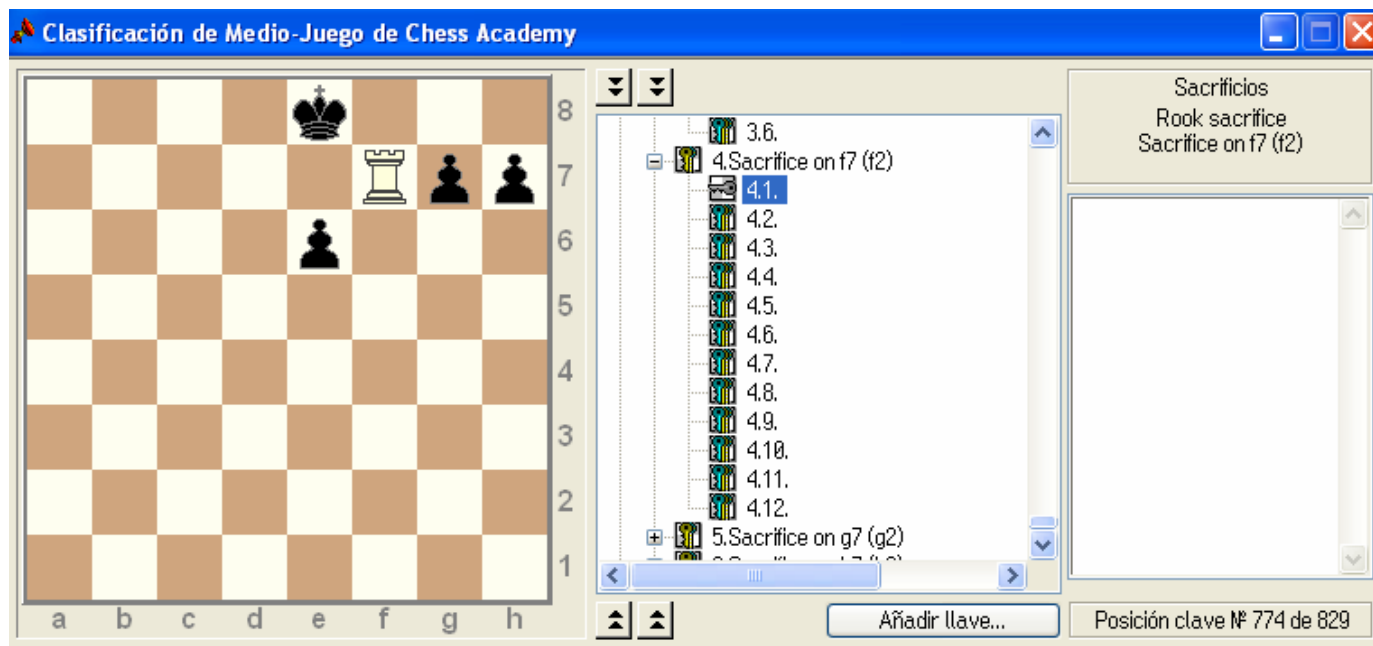 Clasificación de Medio-Juego de Chess Academy
8
7
6
5
4
3
2
1
a b c d e f g h
3.6.
4.Sacrifice on f7 (f2)
4.1.
4.2.
4.3.
4.4.
4.5.
4.6.
4.7.
4.8.
4.9.
4.10.
4.11.
4.12.
5.Sacrifice on g7 (g2)
Añadir llave...
Sacrificios
Rook sacrifice
Sacrifice on f7 (f2)
Posición clave Nº 774 de 829